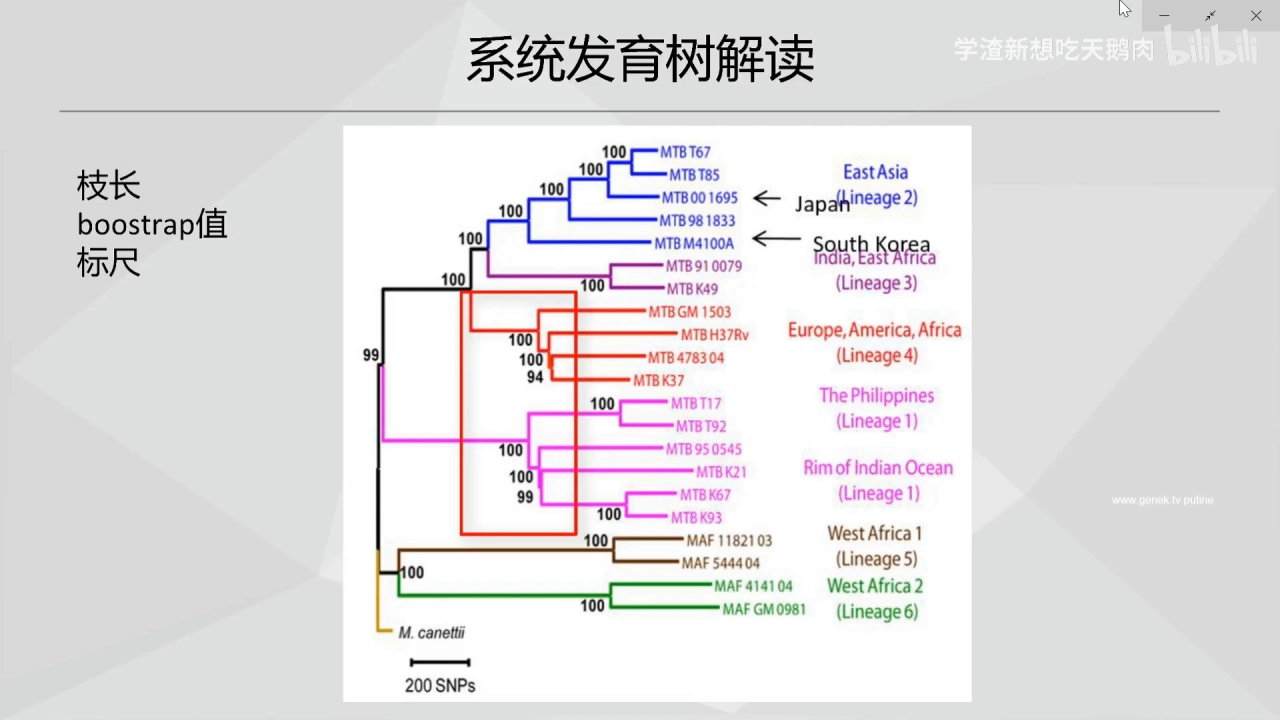 系统发育树解读
学渣新想吃天鹅肉 bilibili
枝长
boostrap值
标尺
100 MTB T67
100 MTB T85
East Asia
(Lineage 2)
100 MTB 00 1695
Japan
100 MTB 98 1833
100 MTB M4100A
South Korea
India, East Africa
(Lineage 3)
MTB 91 0079
100 100 MTB K49
MTB GM 1503
Europe, America, Africa
(Lineage 4)
100 MTB H37Rv
99 100 MTB 4783 04
94 MTB K37
The Philippines
(Lineage 1)
100 MTB T17
MTB T92
100 MTB 95 0545
Rim of Indian Ocean
(Lineage 1)
100 MTB K21
99 MTB K67
100 MTB K93
West Africa 1
(Lineage 5)
100 MAF 11821 03
MAF 5444 04
100 MAF 4141 04
West Africa 2
(Lineage 6)
100 MAF GM 0981
M. canettii
200 SNPs
www.genek.tv putine